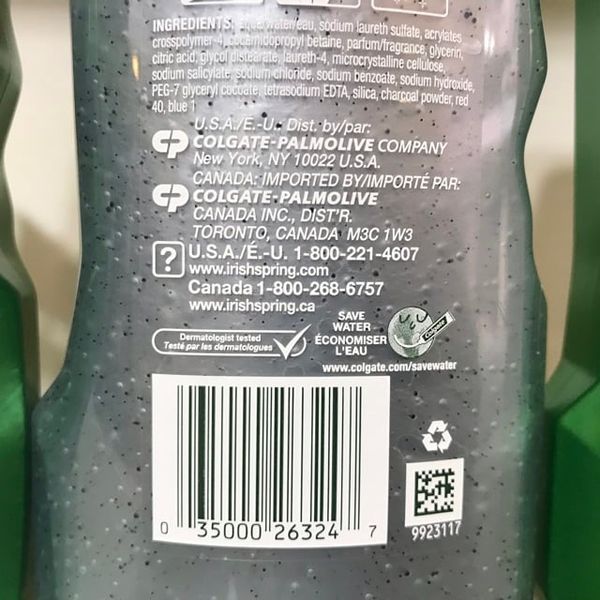 INGREDIENTS: aqua/water/eau, sodium laureth sulfate, acrylates
crosspolymer-4, cocamidopropyl betaine, parfum/fragrance, glycerin,
citric acid, glycol distearate, laureth-4, microcrystalline cellulose,
sodium salicylate, sodium chloride, sodium benzoate, sodium hydroxide,
PEG-7 glyceryl cocoate, tetrasodium EDTA, silica, charcoal powder, red
40, blue 1
U.S.A./E.-U. Dist. by/par:
COLGATE-PALMOLIVE COMPANY
New York, NY 10022 U.S.A.
CANADA: IMPORTED BY/IMPORTÉ PAR:
COLGATE-PALMOLIVE
CANADA INC., DIST'R.
TORONTO, CANADA M3C 1W3
? U.S.A./É.-U. 1-800-221-4607
www.irishspring.com
Canada 1-800-268-6757
www.irishspring.ca
Dermatologist tested
Testé par les dermatologues
SAVE
WATER
ÉCONOMISER
L'EAU
Colgate
www.colgate.com/savewater
0 35000 26324 7
9923117